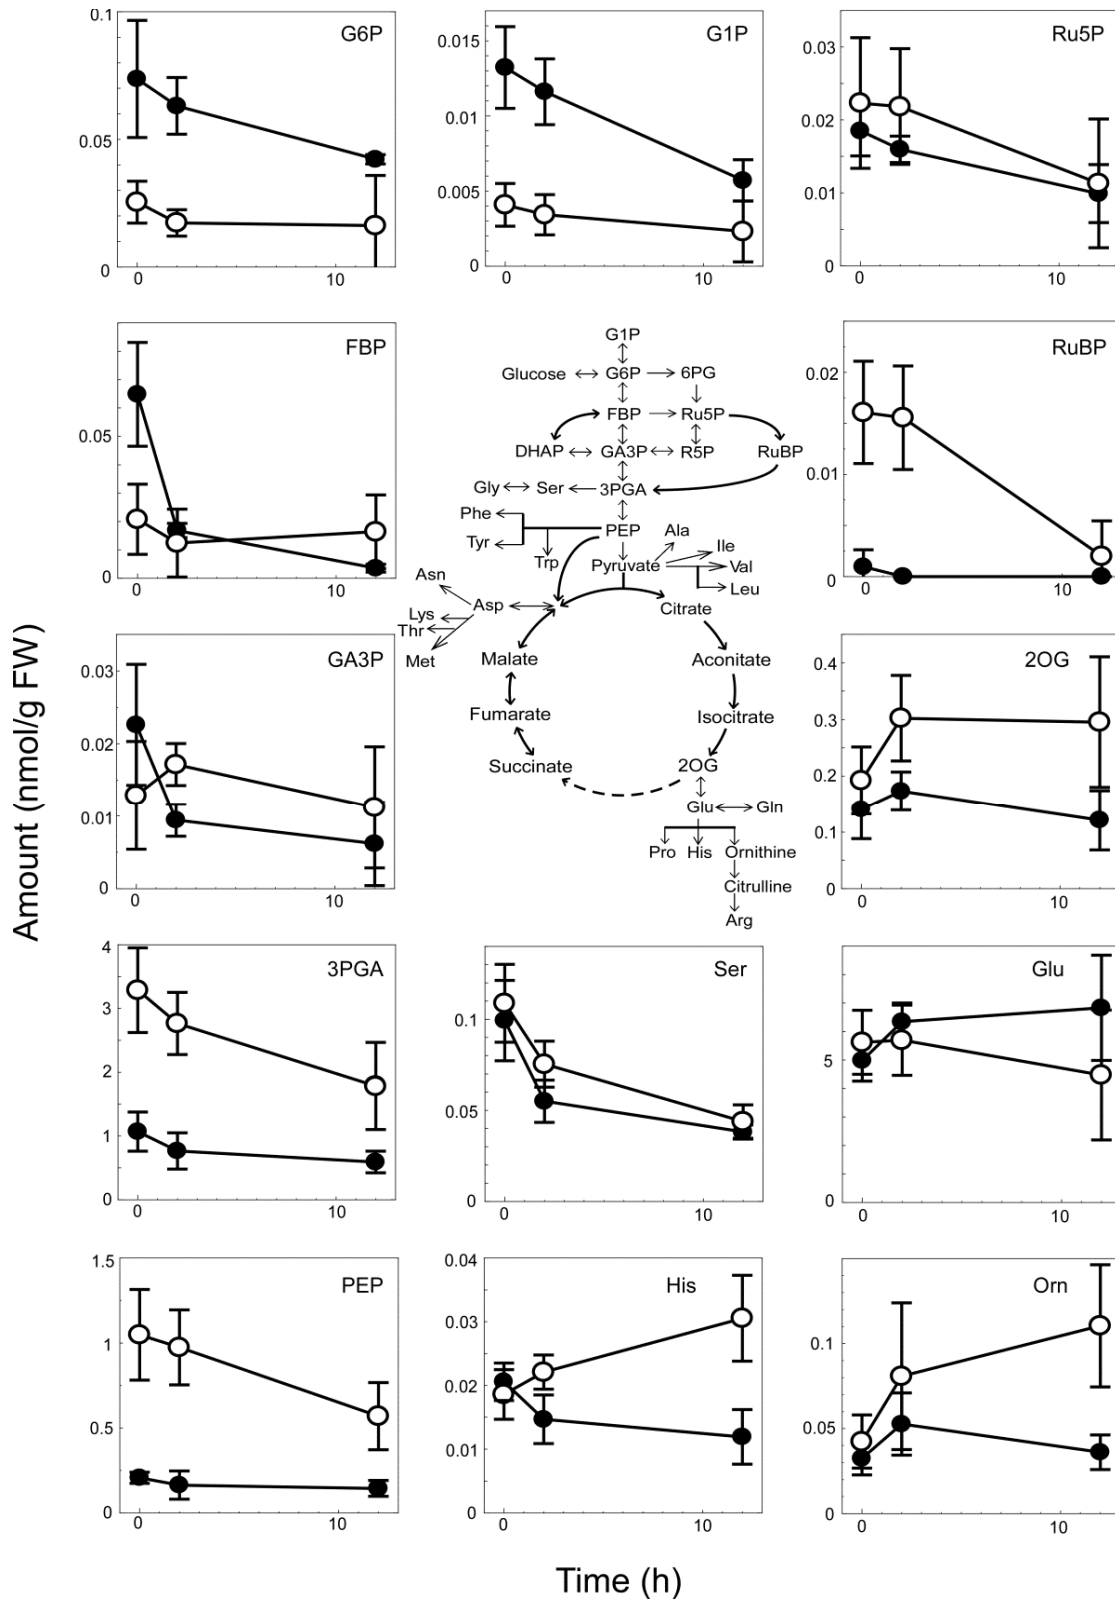 Amount (nmol/g FW)
G6P
0.1
0.05
0
0
10
G1P
0.015
0.01
0.005
0
0
10
Ru5P
0.03
0.02
0.01
0
0
10
FBP
0.05
0
0
10
G1P
Glucose G6P 6PG
FBP Ru5P
DHAP GA3P R5P RuBP
Gly Ser 3PGA
Phe
PEP
Tyr Trp Ala Ile
Pyruvate Val
Asn Leu
Asp Citrate
Lys
Thr
Met
Malate Aconitate
Fumarate Isocitrate
Succinate 2OG
Glu Gln
Pro His Ornithine
Citrulline
Arg
RuBP
0.02
0.01
0
0
10
GA3P
0.03
0.02
0.01
0
0
10
2OG
0.4
0.3
0.2
0.1
0
0
10
3PGA
4
3
2
1
0
0
10
Ser
0.1
0.05
0
0
10
Glu
5
0
0
10
PEP
1.5
1
0.5
0
0
10
His
0.04
0.03
0.02
0.01
0
0
10
Orn
0.1
0.05
0
0
10
Time (h)